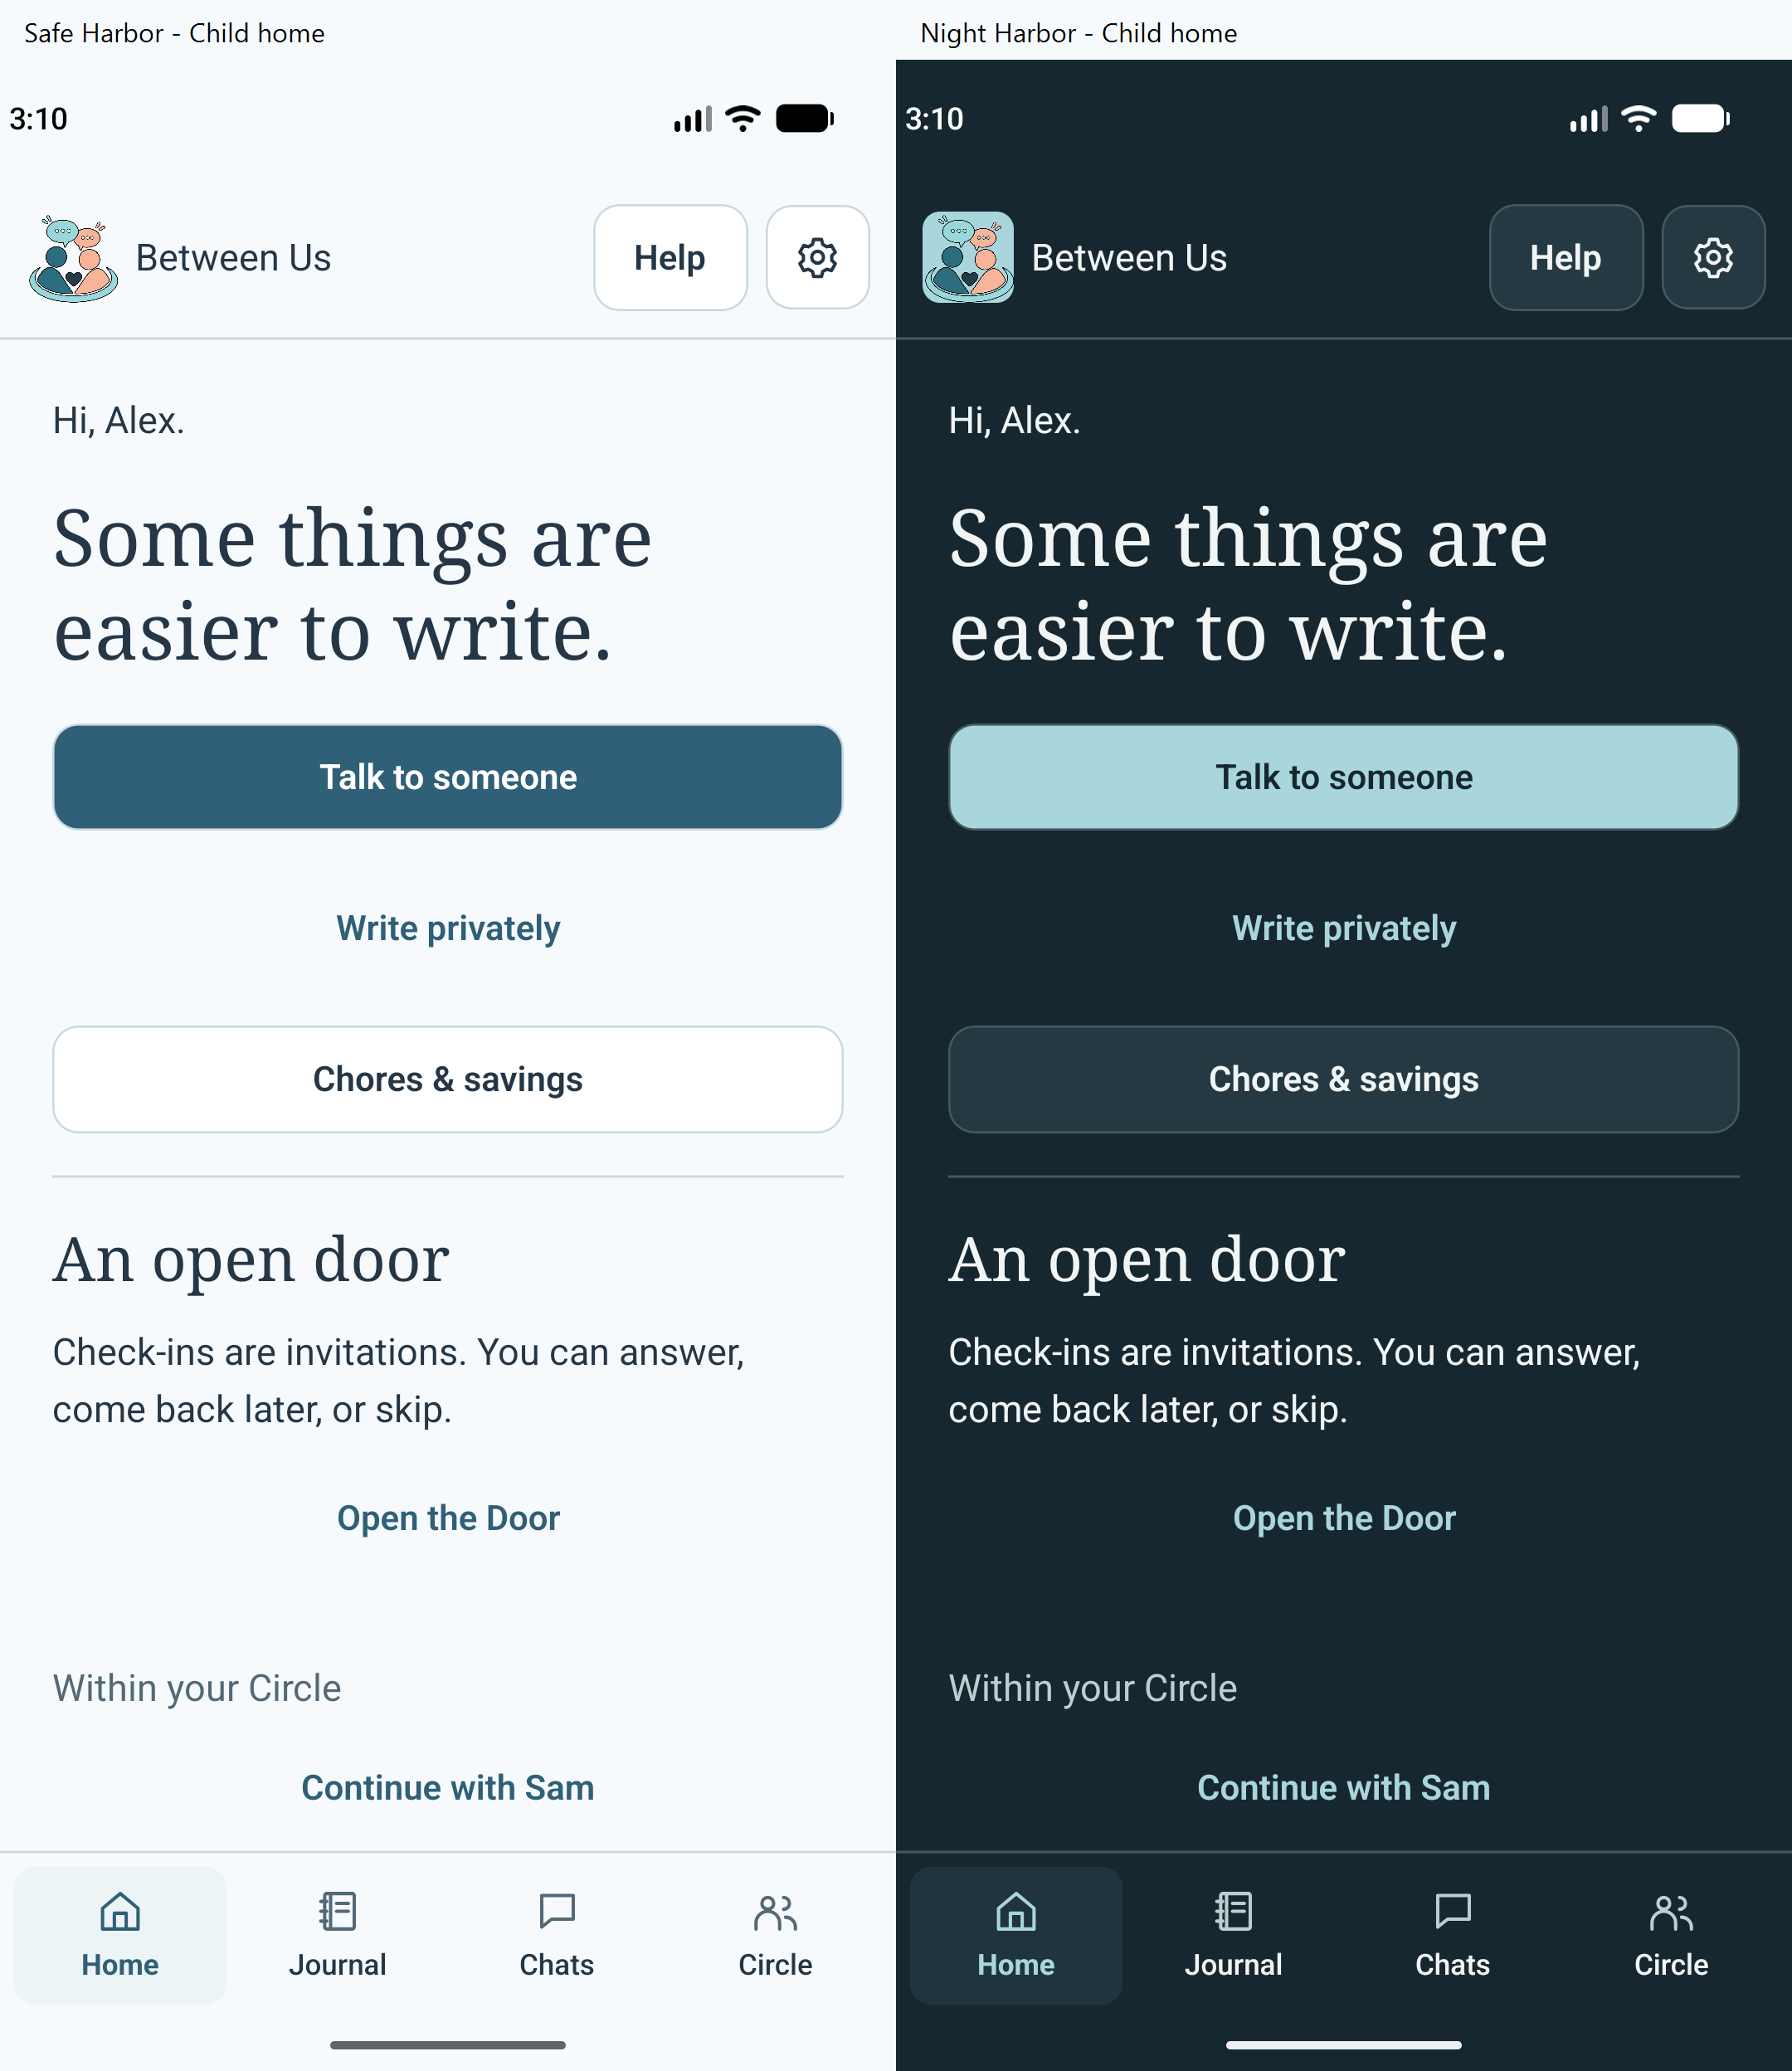 Safe Harbor - Child home
3:10
Between Us
Help
Hi, Alex.
Some things are
easier to write.
Talk to someone
Write privately
Chores & savings
An open door
Check-ins are invitations. You can answer,
come back later, or skip.
Open the Door
Within your Circle
Continue with Sam
Home
Journal
Chats
Circle
Night Harbor - Child home
3:10
Between Us
Help
Hi, Alex.
Some things are
easier to write.
Talk to someone
Write privately
Chores & savings
An open door
Check-ins are invitations. You can answer,
come back later, or skip.
Open the Door
Within your Circle
Continue with Sam
Home
Journal
Chats
Circle